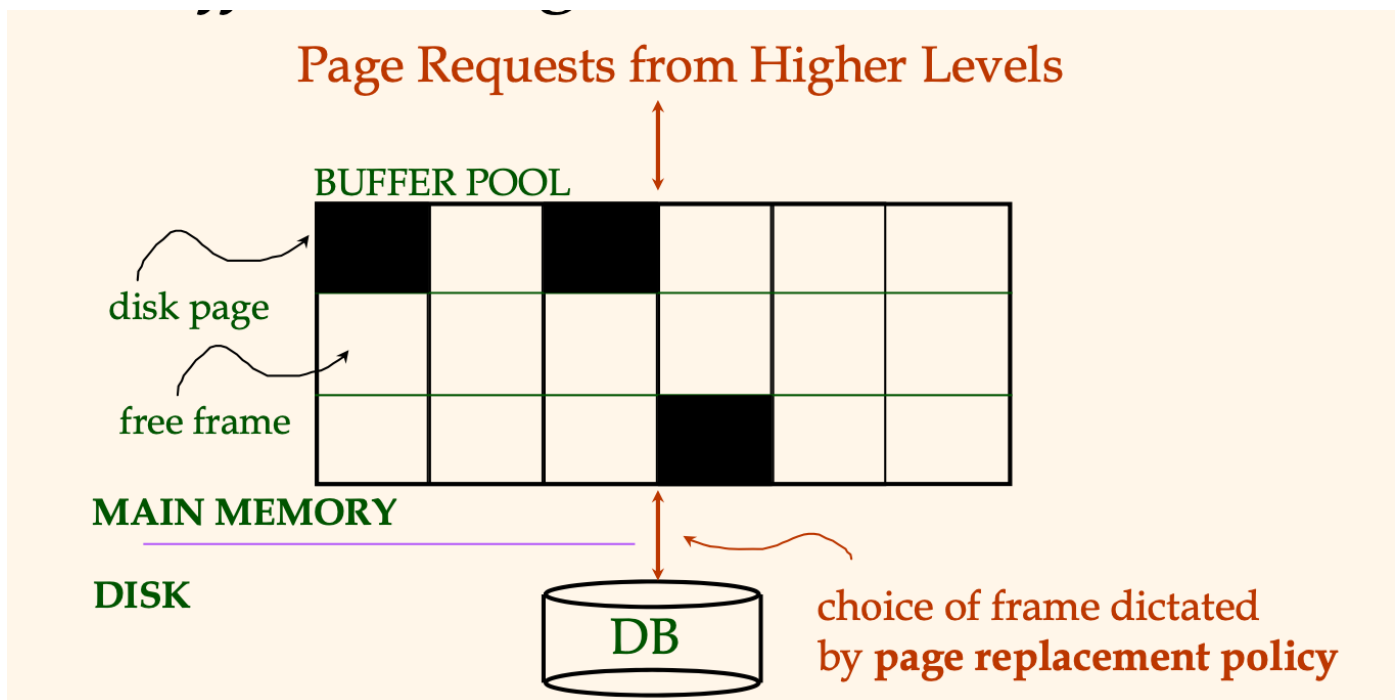 Page Requests from Higher Levels
BUFFER POOL
disk page
free frame
MAIN MEMORY
DISK
DB
choice of frame dictated
by page replacement policy